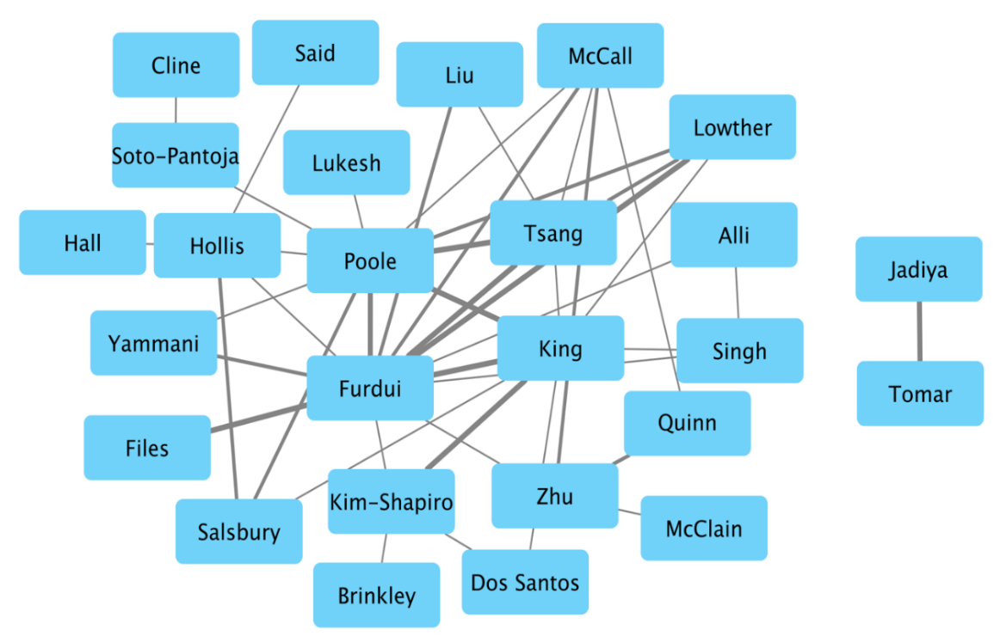 Cline
Said
Liu
McCall
Lowther
Soto-Pantoja
Lukesh
Hall
Hollis
Poole
Tsang
Alli
Jadiya
Yammani
Furdui
King
Singh
Tomar
Files
Quinn
Salsbury
Kim-Shapiro
Zhu
McClain
Brinkley
Dos Santos